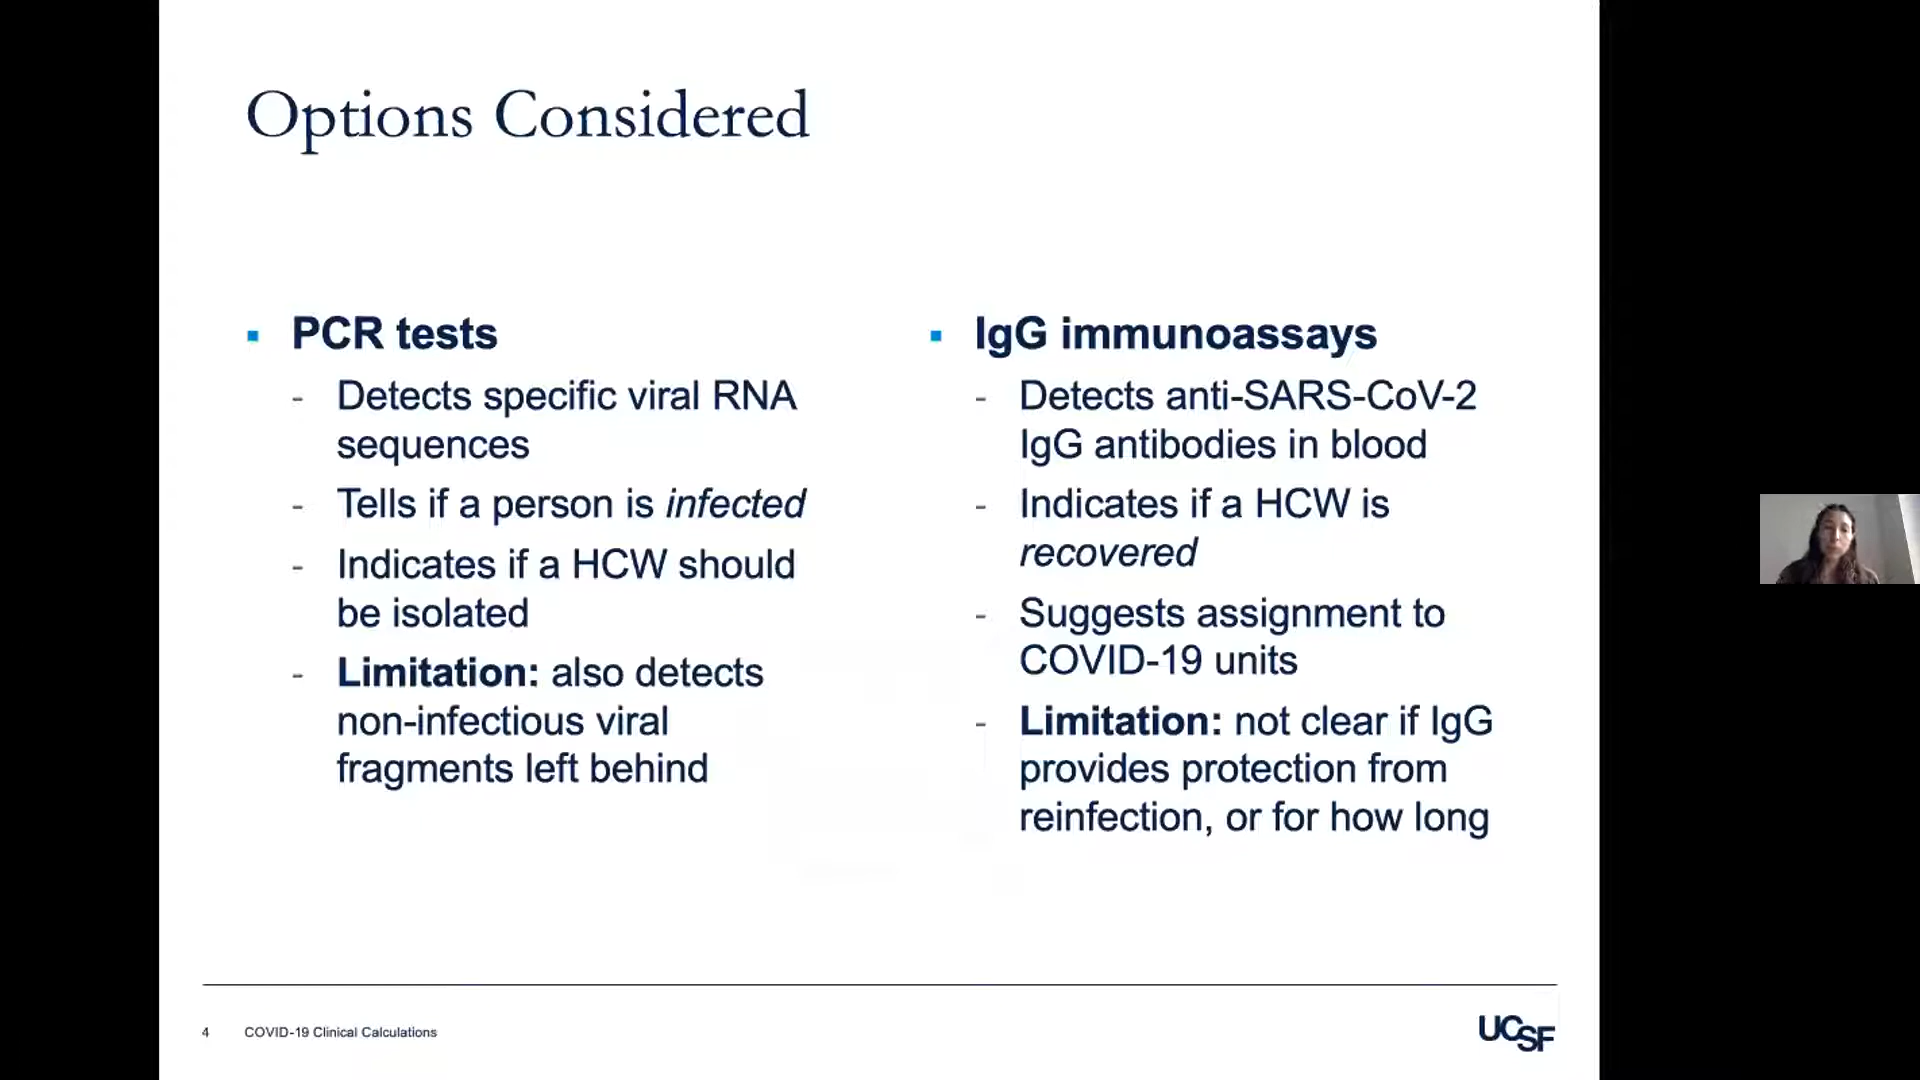 Options Considered
PCR tests
- Detects specific viral RNA
sequences
- Tells if a person is infected
- Indicates if a HCW should
be isolated
- Limitation: also detects
non-infectious viral
fragments left behind
IgG immunoassays
- Detects anti-SARS-CoV-2
IgG antibodies in blood
- Indicates if a HCW is
recovered
- Suggests assignment to
COVID-19 units
- Limitation: not clear if IgG
provides protection from
reinfection, or for how long
4 COVID-19 Clinical Calculations
UCSF